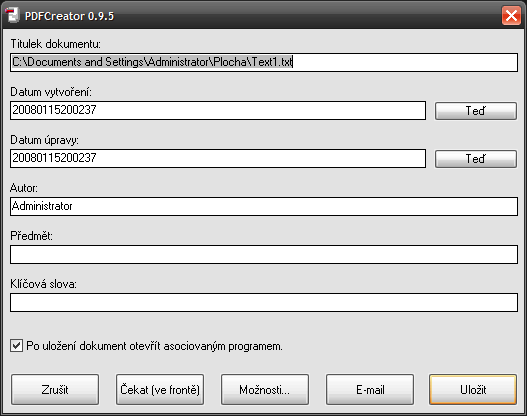 PDFCreator 0.9.5
Titulek dokumentu:
C:\Documents and Settings\Administrator\Plocha\Text1.txt
Datum vytvoření:
20080115200237
Teď
Datum úpravy:
20080115200237
Teď
Autor:
Administrator
Předmět:
Klíčová slova:
Po uložení dokument otevřít asociovaným programem.
Zrušit
Čekat (ve frontě)
Možnosti...
E-mail
Uložit